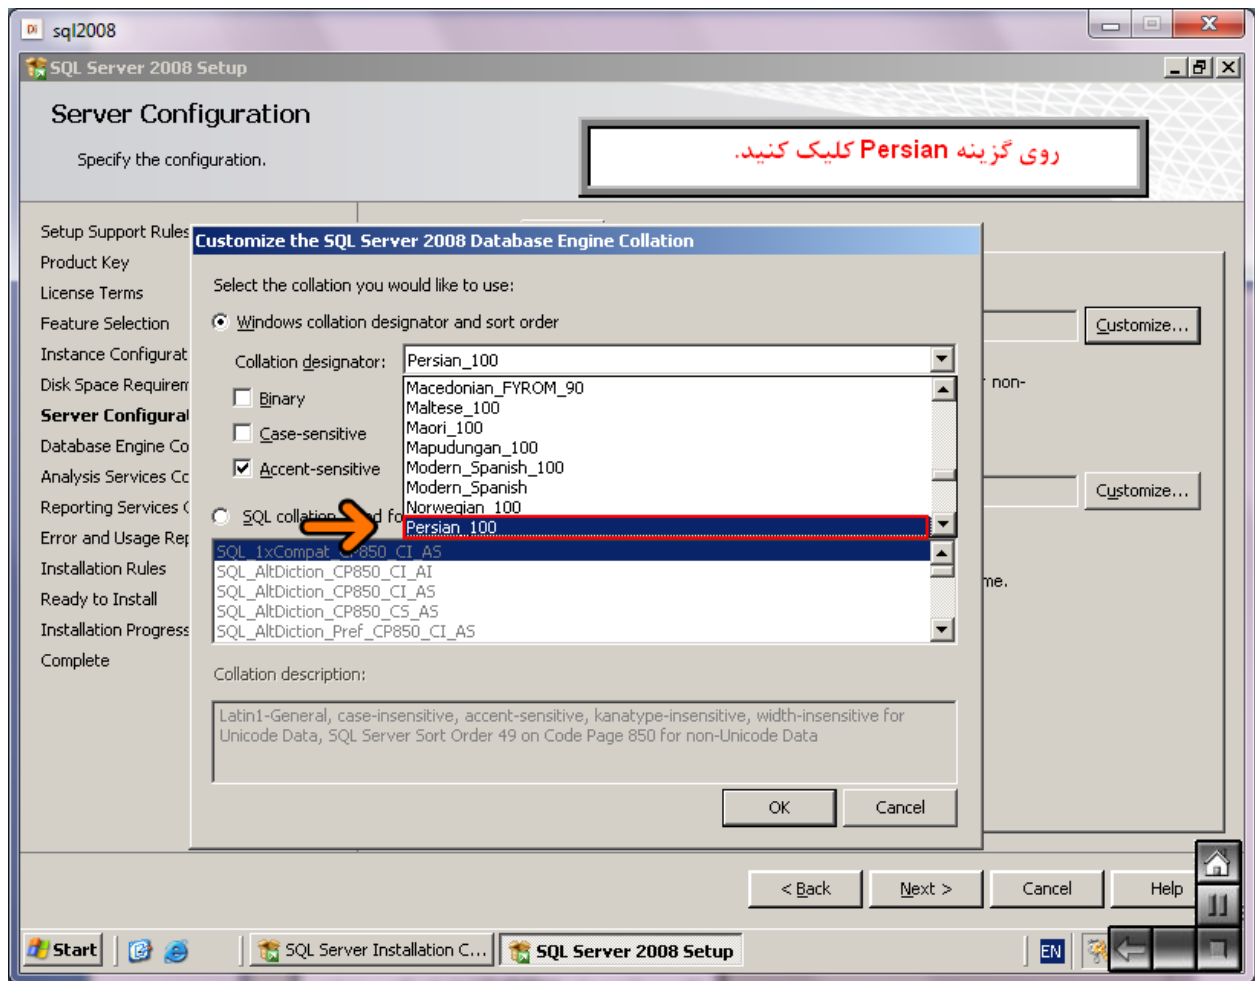 sql2008
SQL Server 2008 Setup
Server Configuration
Specify the configuration.
روی گزینه Persian کلیک کنید.
Setup Support Rules
Product Key
License Terms
Feature Selection
Instance Configurat
Disk Space Requirem
Server Configurat
Database Engine Co
Analysis Services Co
Reporting Services C
Error and Usage Rep
Installation Rules
Ready to Install
Installation Progress
Complete
Customize the SQL Server 2008 Database Engine Collation
Select the collation you would like to use:
Windows collation designator and sort order
Collation designator:
Persian_100
Binary
Case-sensitive
Accent-sensitive
Macedonian_FYROM_90
Maltese_100
Maori_100
Mapudungan_100
Modern_Spanish_100
Modern_Spanish
Norwegian_100
Persian_100
SQL collation
SQL_1xCompat_CP850_CI_AS
SQL_AltDiction_CP850_CI_AI
SQL_AltDiction_CP850_CI_AS
SQL_AltDiction_CP850_CS_AS
SQL_AltDiction_Pref_CP850_CI_AS
Collation description:
Latin1-General, case-insensitive, accent-sensitive, kanatype-insensitive, width-insensitive for
Unicode Data, SQL Server Sort Order 49 on Code Page 850 for non-Unicode Data
OK
Cancel
Customize...
non-
Customize...
me.
< Back
Next >
Cancel
Help
Start
SQL Server Installation C...
SQL Server 2008 Setup
EN